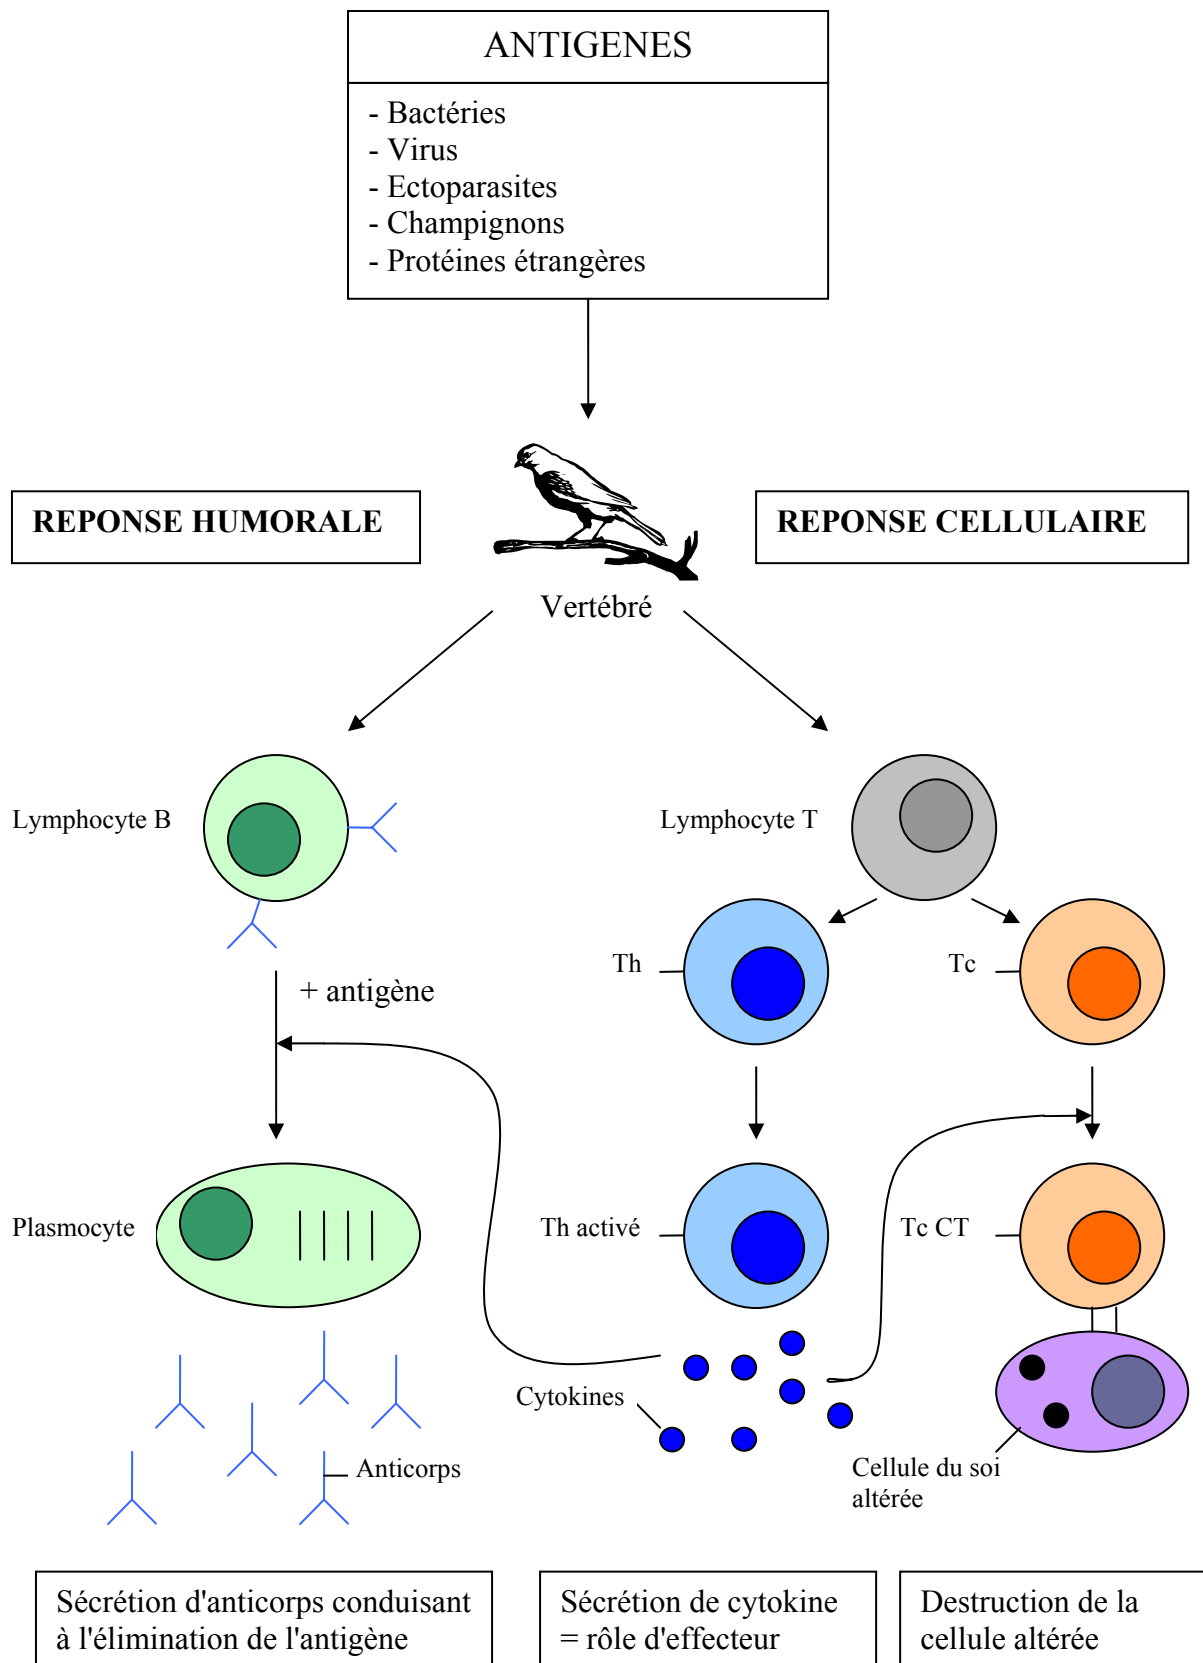 ANTIGENES
- Bactéries
- Virus
- Ectoparasites
- Champignons
- Protéines étrangères
REPONSE HUMORALE
REPONSE CELLULAIRE
Vertébré
Lymphocyte B
Lymphocyte T
Th
Tc
+ antigène
Plasmocyte
Th activé
Tc CT
Cytokines
Anticorps
Cellule du soi
altérée
Sécrétion d'anticorps conduisant
à l'élimination de l'antigène
Sécrétion de cytokine
= rôle d'effecteur
Destruction de la
cellule altérée